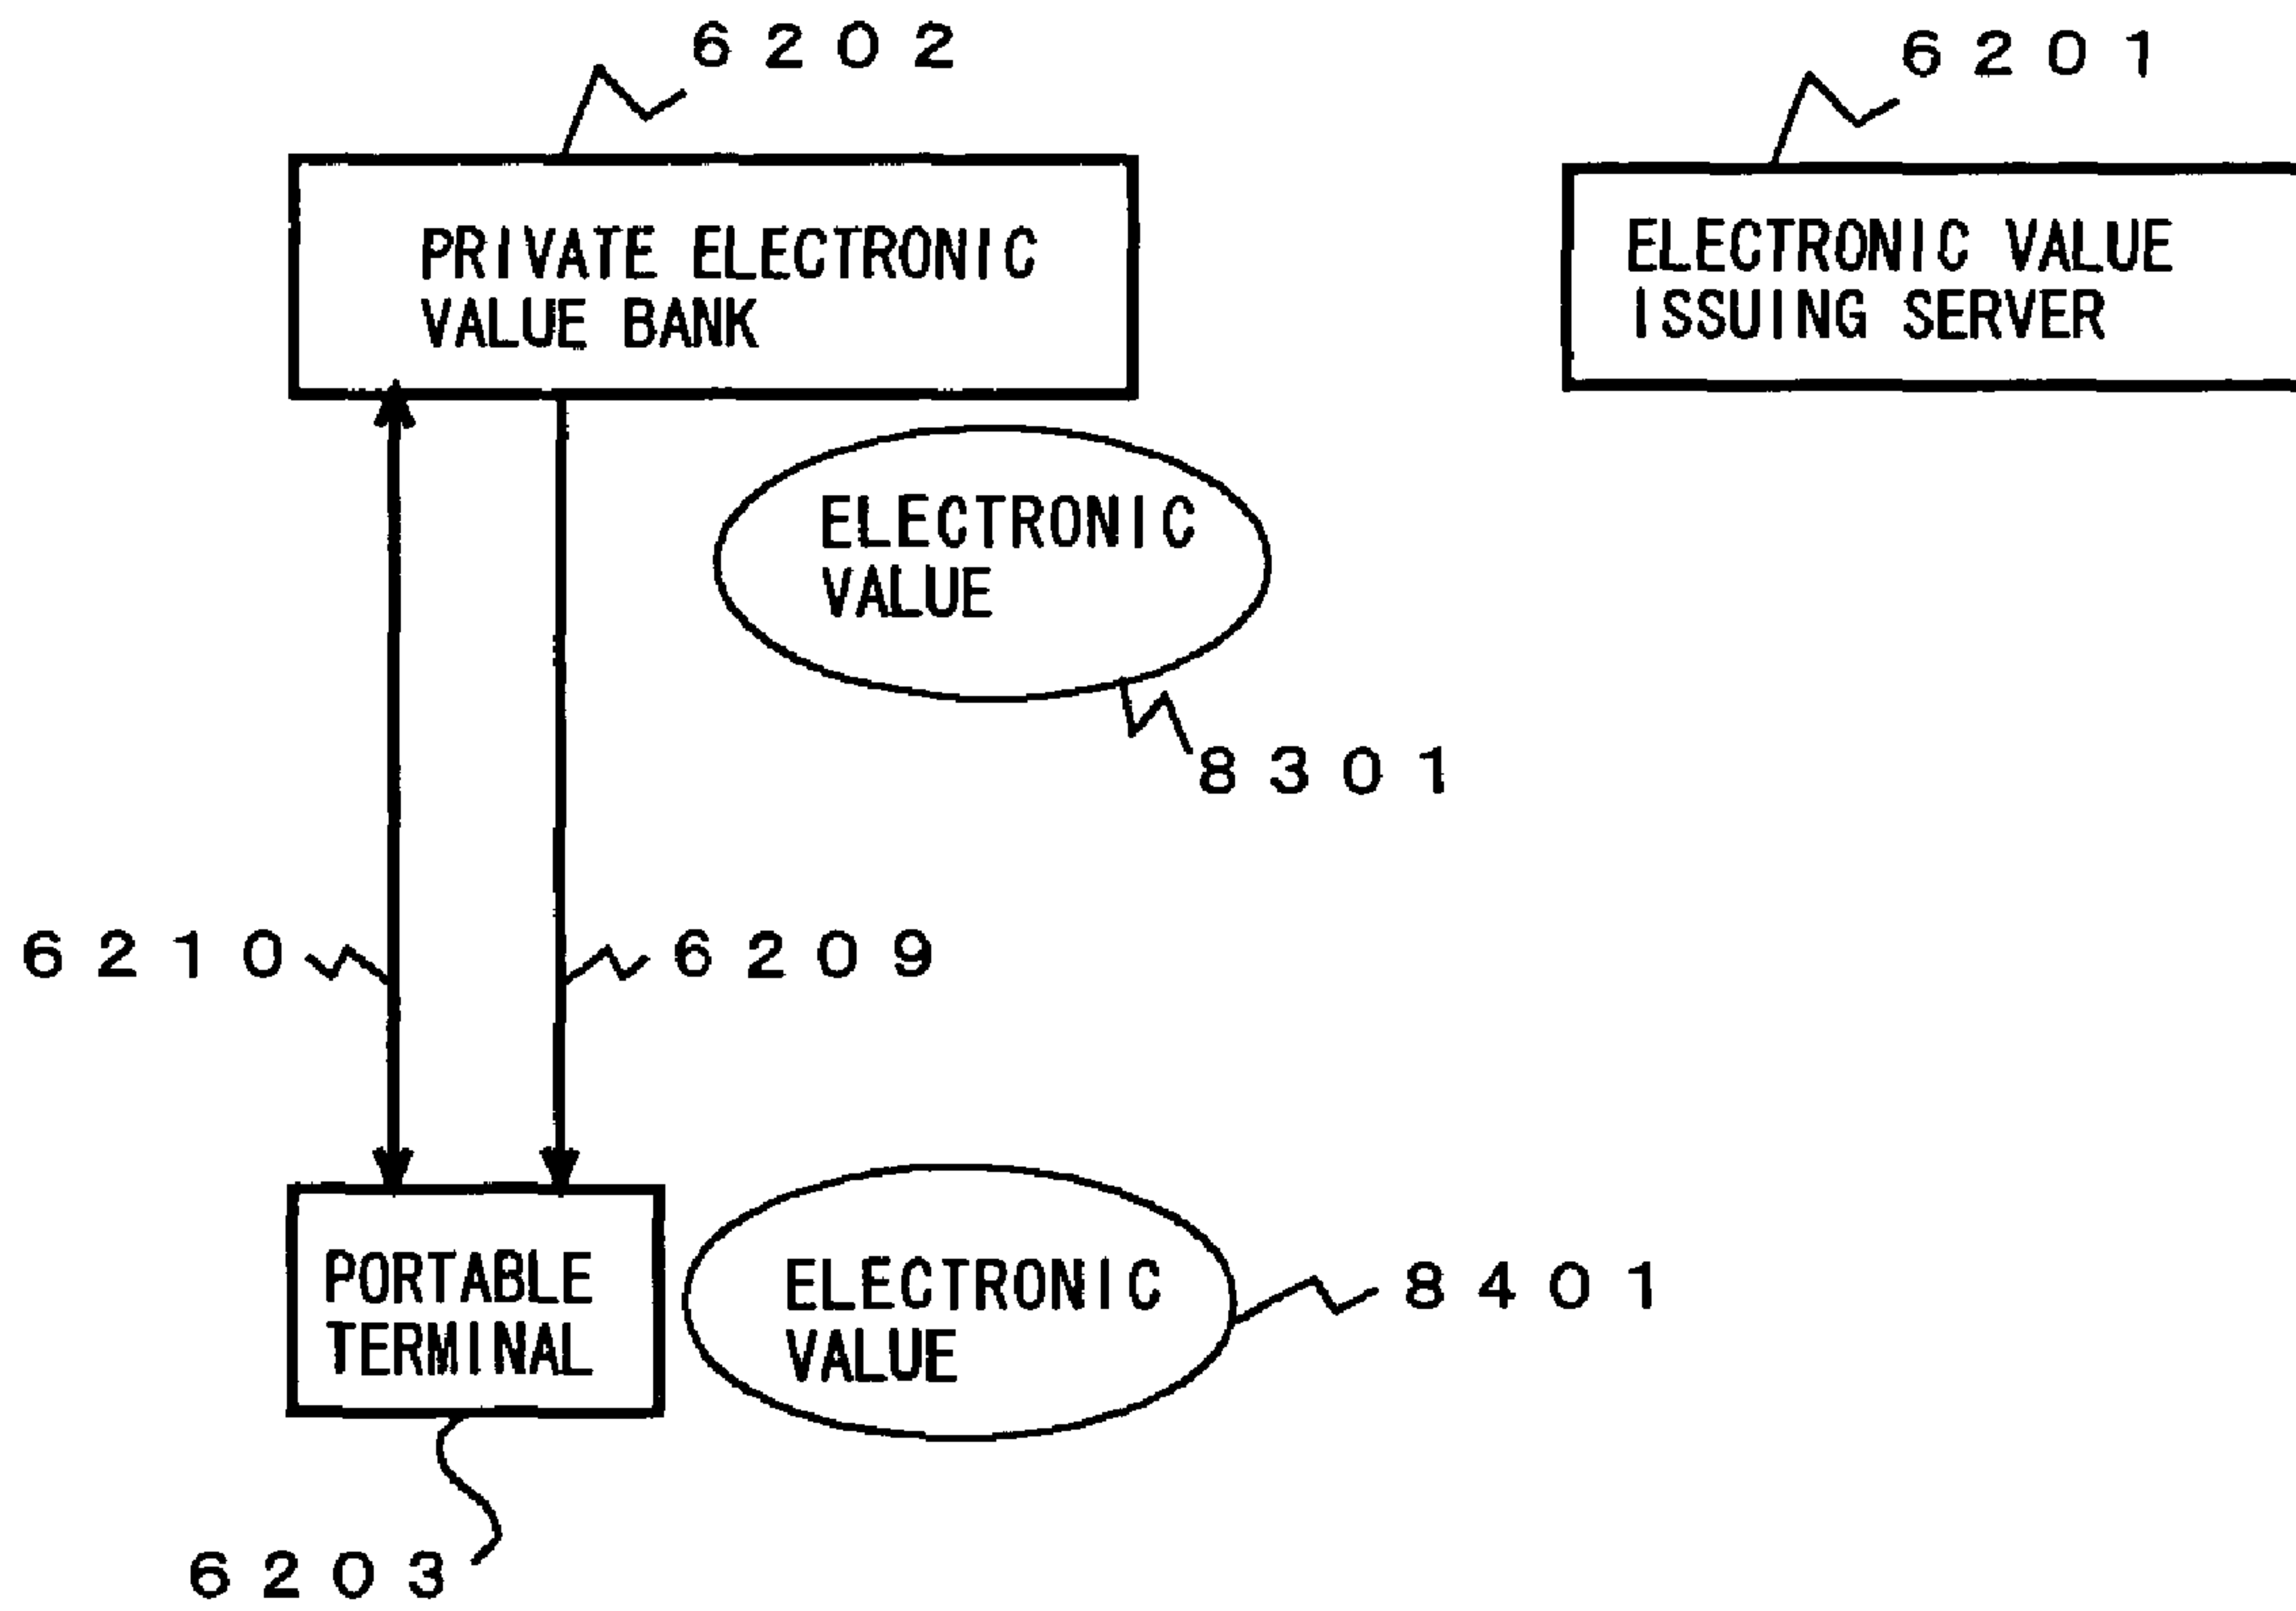 6202
6201
PRIVATE ELECTRONIC
VALUE BANK
ELECTRONIC VALUE
ISSUING SERVER
ELECTRONIC
VALUE
8301
6210
6209
PORTABLE
TERMINAL
ELECTRONIC
VALUE
8401
6203